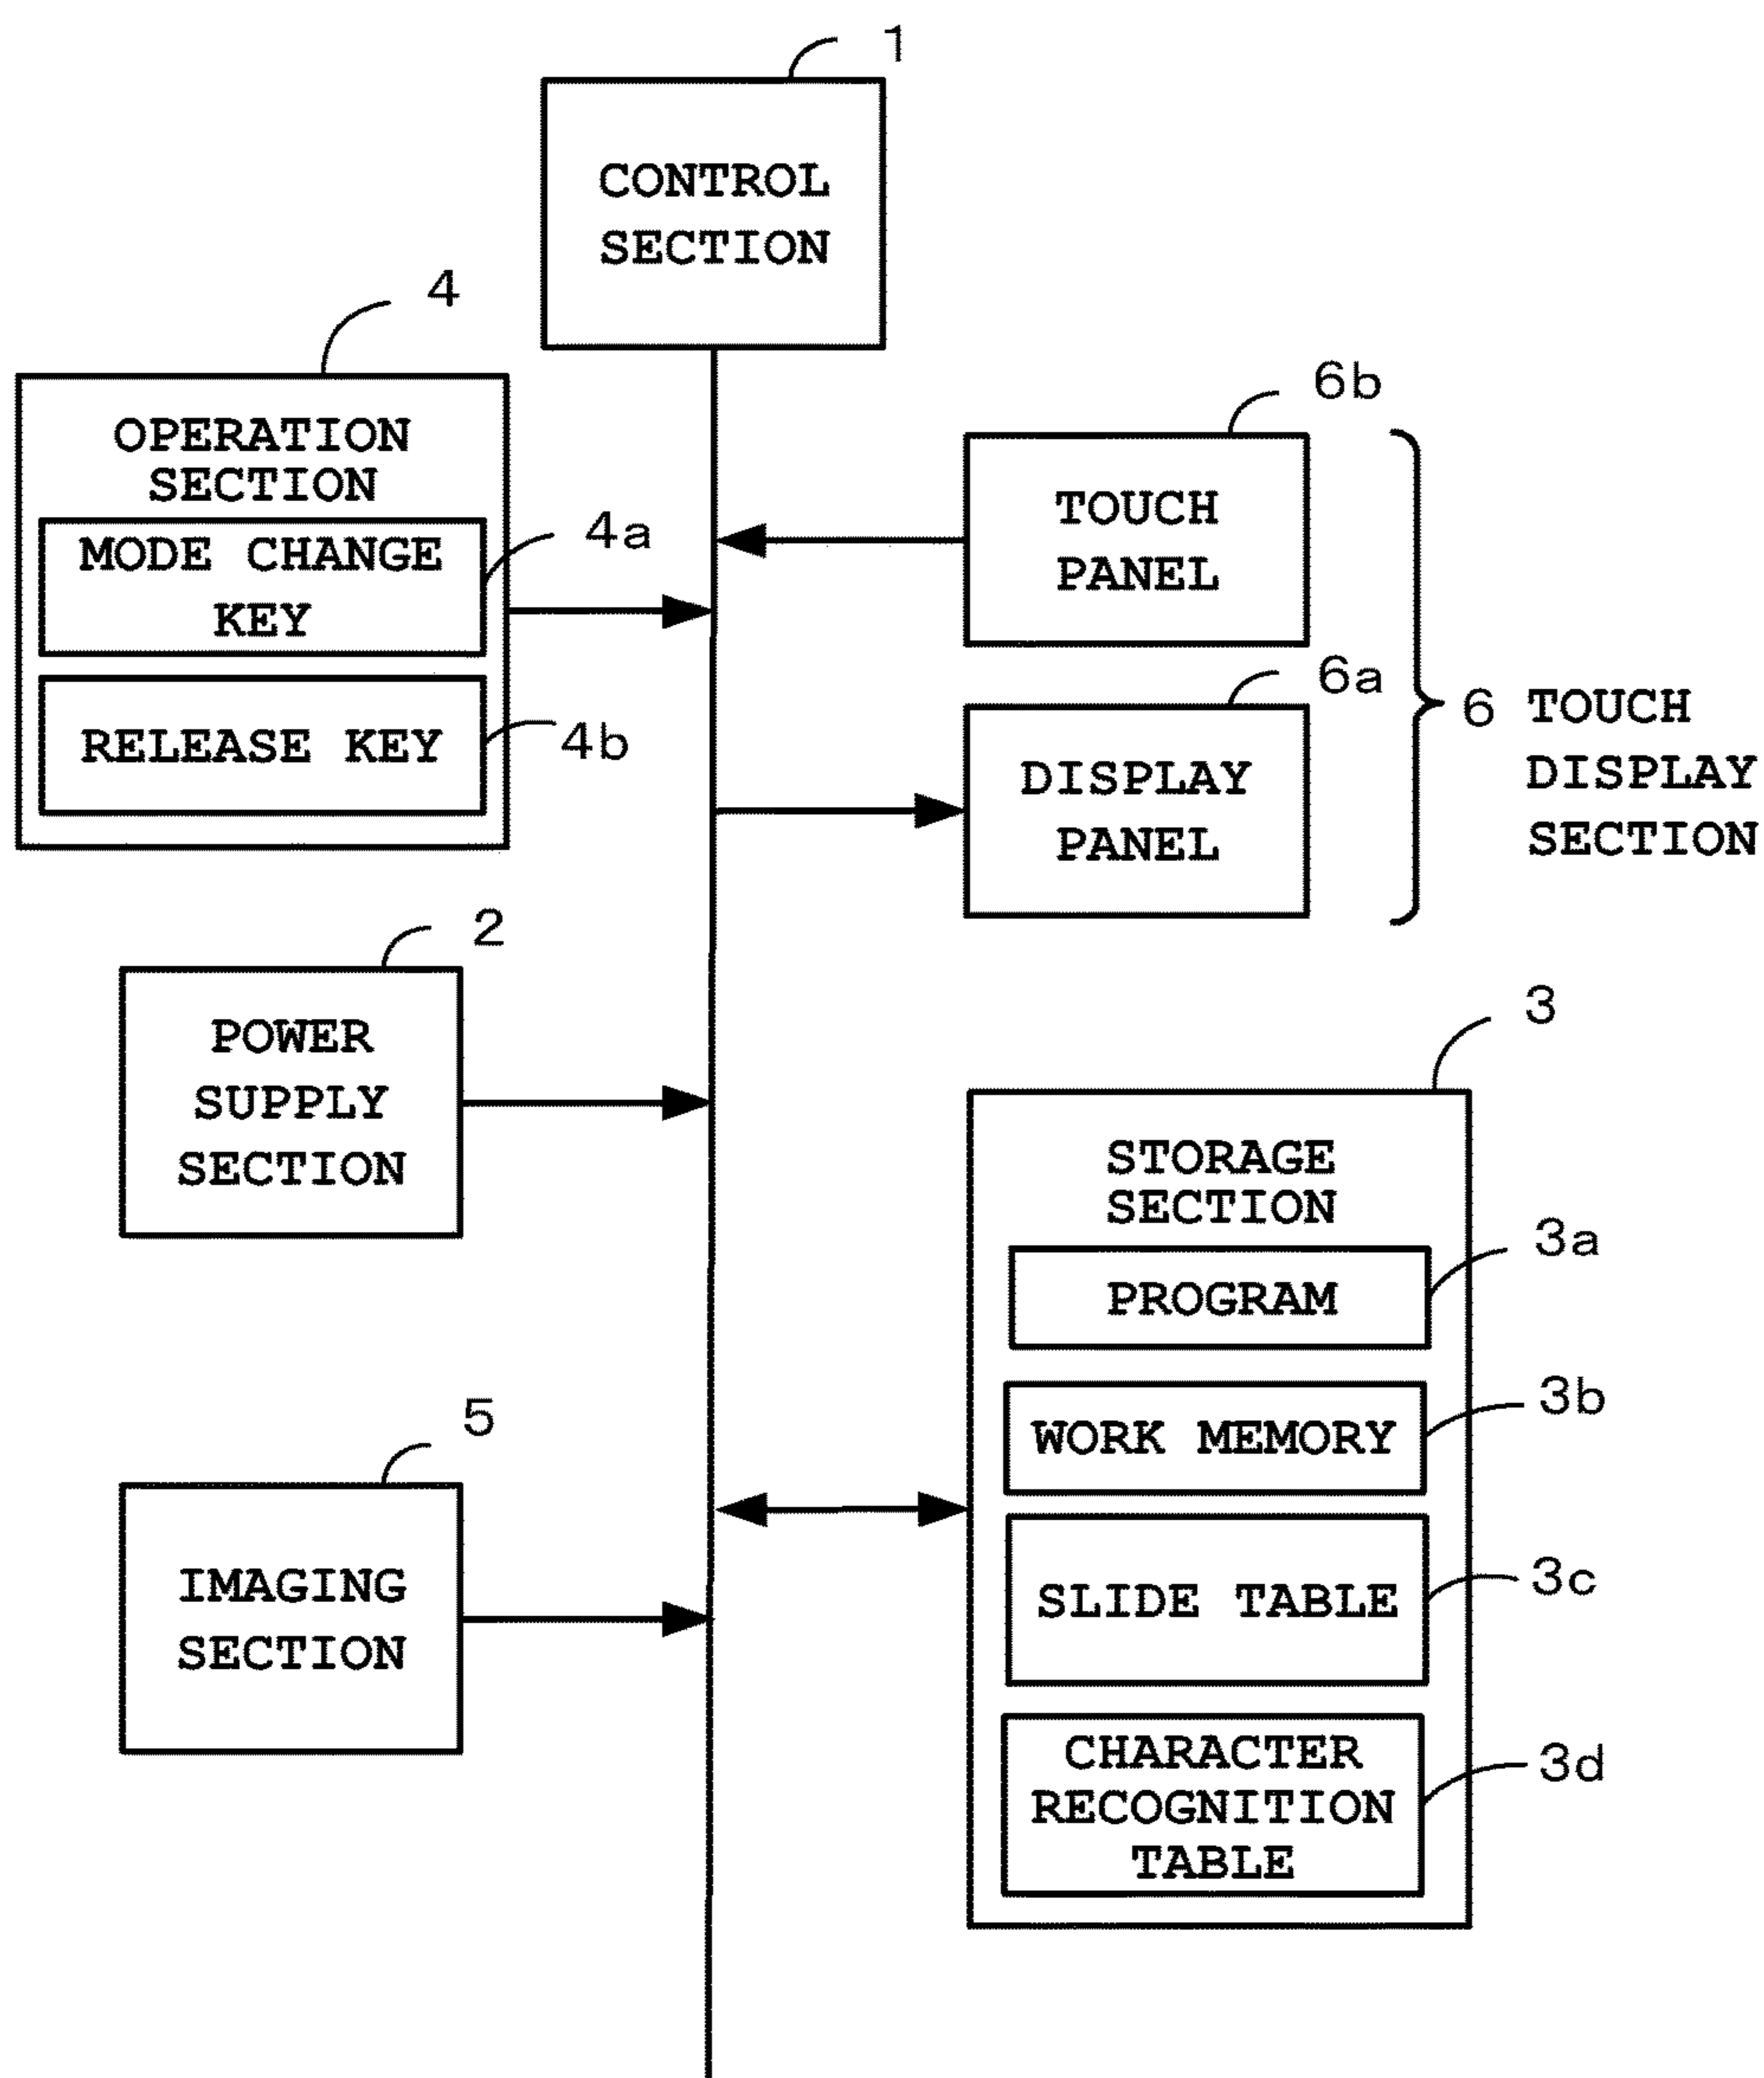 1
CONTROL
SECTION
4
OPERATION
SECTION
MODE CHANGE
KEY
4a
RELEASE KEY
4b
6b
TOUCH
PANEL
6a
DISPLAY
PANEL
6 TOUCH
DISPLAY
SECTION
2
POWER
SUPPLY
SECTION
3
STORAGE
SECTION
3a
PROGRAM
3b
WORK MEMORY
3c
SLIDE TABLE
3d
CHARACTER
RECOGNITION
TABLE
5
IMAGING
SECTION